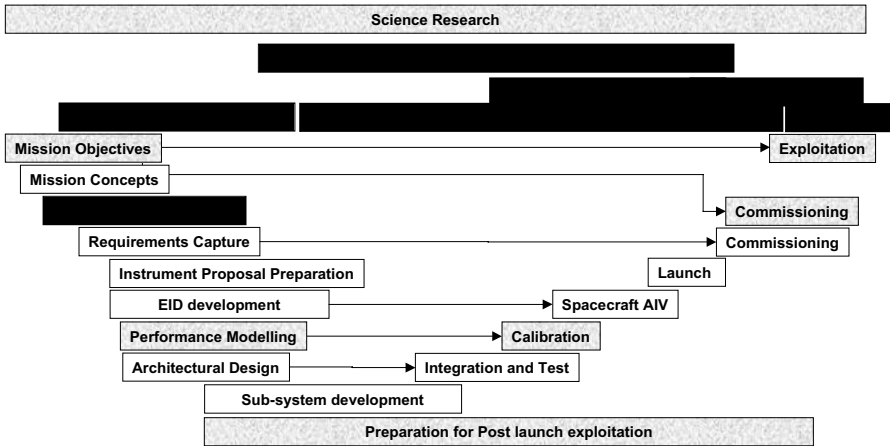 Science Research
Mission Objectives
Exploitation
Mission Concepts
Commissioning
Requirements Capture
Commissioning
Instrument Proposal Preparation
Launch
EID development
Spacecraft AIV
Performance Modelling
Calibration
Architectural Design
Integration and Test
Sub-system development
Preparation for Post launch exploitation